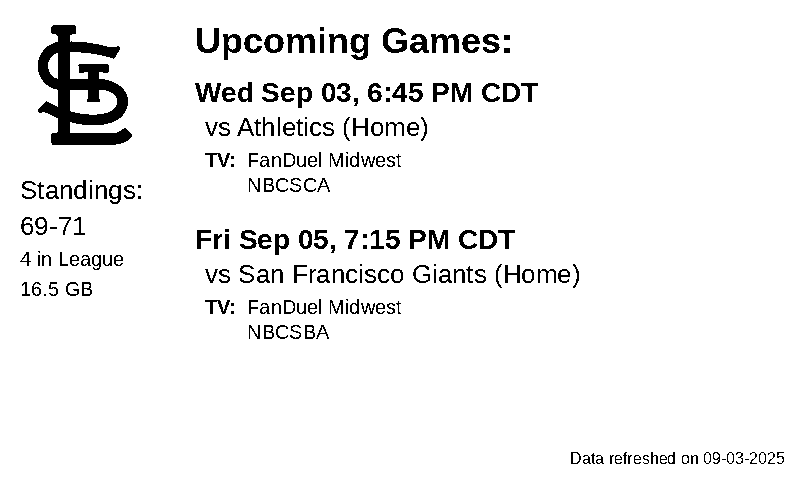 STL
Standings:
69-71
4 in League
16.5 GB
Upcoming Games:
Wed Sep 03, 6:45 PM CDT
vs Athletics (Home)
TV: FanDuel Midwest
NBCSCA
Fri Sep 05, 7:15 PM CDT
vs San Francisco Giants (Home)
TV: FanDuel Midwest
NBCSBA
Data refreshed on 09-03-2025